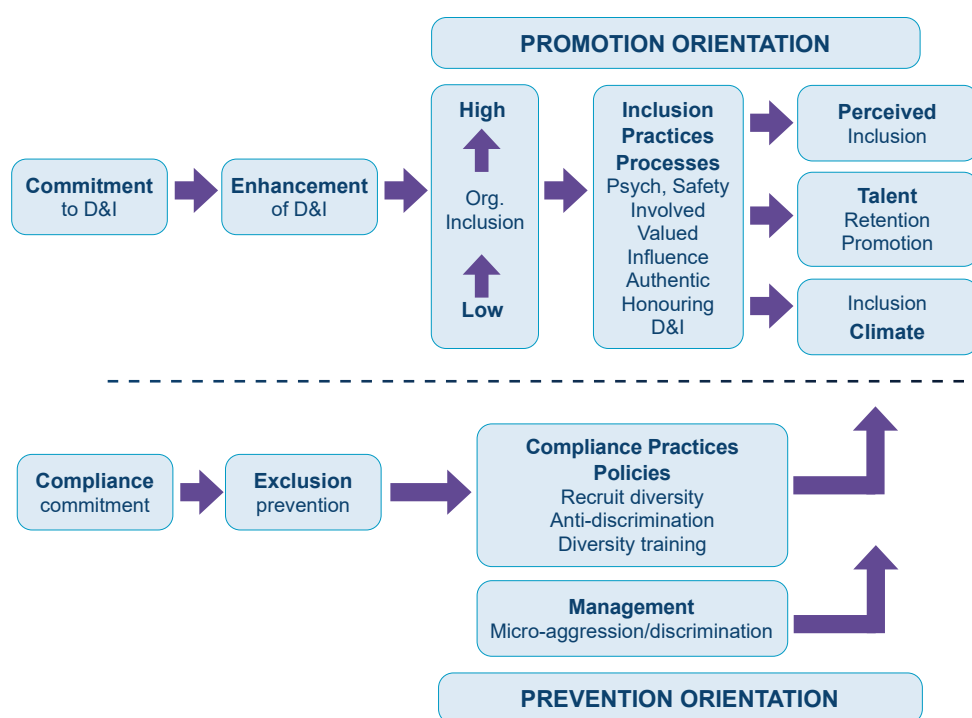 PROMOTION ORIENTATION
Commitment
to D&I
Enhancement
of D&I
High
Org.
Inclusion
Low
Inclusion
Practices
Processes
Psych, Safety
Involved
Valued
Influence
Authentic
Honouring
D&I
Perceived
Inclusion
Talent
Retention
Promotion
Inclusion
Climate
Compliance
commitment
Exclusion
prevention
Compliance Practices
Policies
Recruit diversity
Anti-discrimination
Diversity training
Management
Micro-aggression/discrimination
PREVENTION ORIENTATION